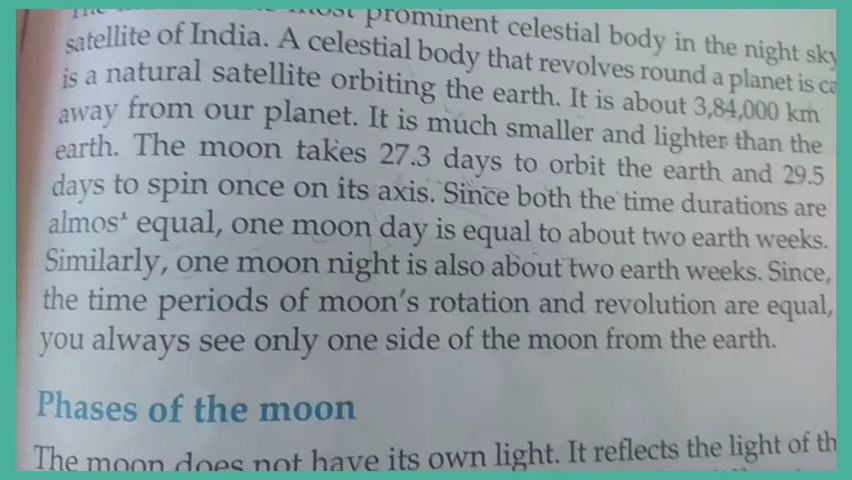 most prominent celestial body in the night sky
satellite of India. A celestial body that revolves round a planet is ca
is a natural satellite orbiting the earth. It is about 3,84,000 km
away from our planet. It is much smaller and lighter than the
earth. The moon takes 27.3 days to orbit the earth and 29.5
days to spin once on its axis. Since both the time durations are
almost equal, one moon day is equal to about two earth weeks.
Similarly, one moon night is also about two earth weeks. Since,
the time periods of moon's rotation and revolution are equal,
you always see only one side of the moon from the earth.
Phases of the moon
The moon does not have its own light. It reflects the light of th